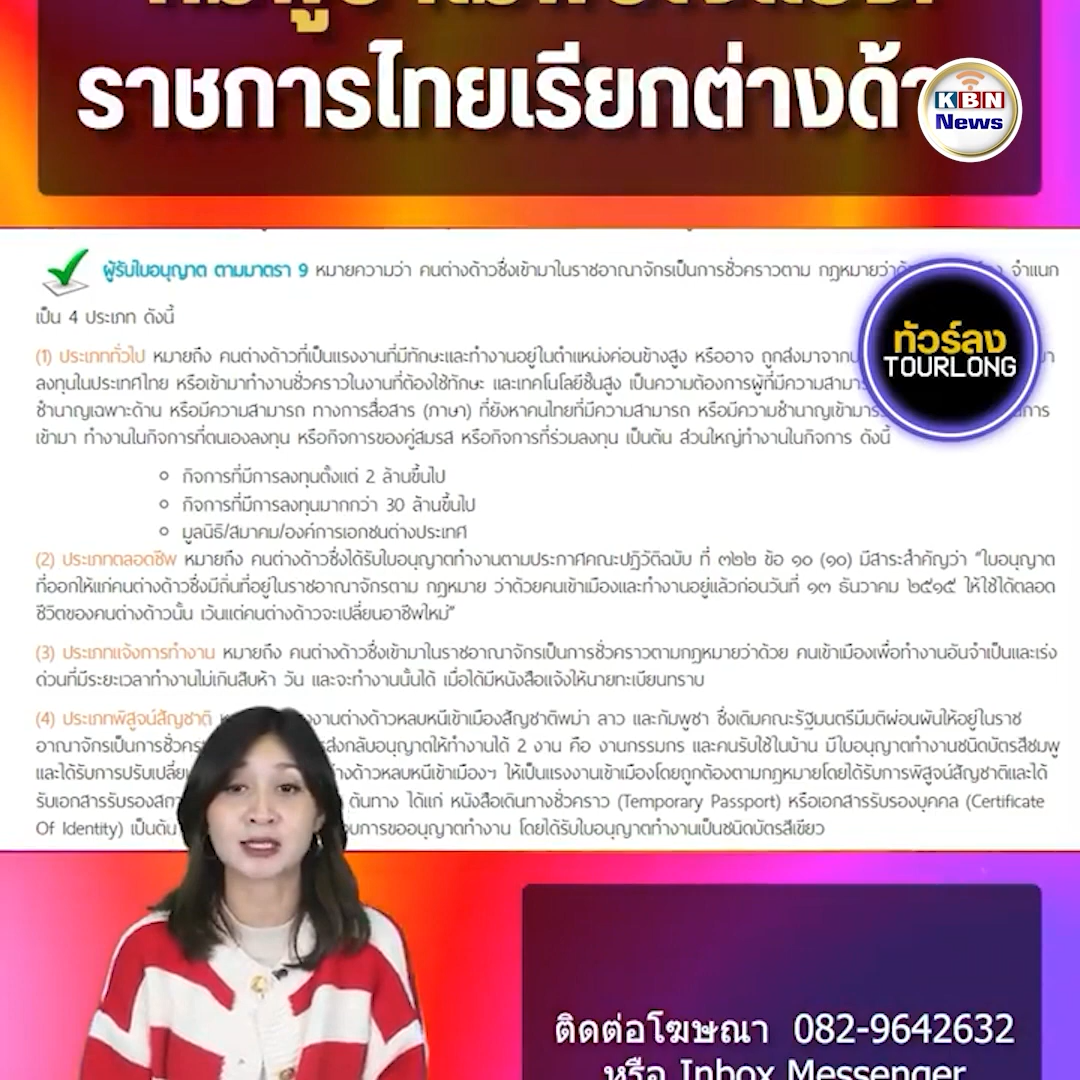 ราชการไทยเรียกต่างด้า
KBN
News
ผู้รับใบอนุญาต ตามมาตรา 9 หมายความว่า คนต่างด้าวซึ่งเข้ามาในราชอาณาจักรเป็นการชั่วคราวตาม กฎหมายว่า จำแนก
เป็น 4 ประเภท ดังนี้
ทัวร์ลง
TOURLONG
(1) ประเภททั่วไป หมายถึง คนต่างด้าวที่เป็นแรงงานที่มีทักษะและทำงานอยู่ในตำแหน่งค่อนข้างสูง หรืออาจ ถูกส่งมาจาก
ลงทุนในประเทศไทย หรือเข้ามาทำงานชั่วคราวในงานที่ต้องใช้ทักษะ และเทคโนโลยีชั้นสูง เป็นความต้องการผู้ที่มีความสามา
ชำนาญเฉพาะด้าน หรือมีความสามารถ ทางการสื่อสาร (ภาษา) ที่ยังหาคนไทยที่มีความสามารถ หรือมีความชำนาญเข้ามาร่ การ
เข้ามา ทำงานในกิจการที่ตนเองลงทุน หรือกิจการของคู่สมรส หรือกิจการที่ร่วมลงทุน เป็นต้น ส่วนใหญ่ทำงานในกิจการ ดังนี้
กิจการที่มีการลงทุนตั้งแต่ 2 ล้านขึ้นไป
กิจการที่มีการลงทุนมากกว่า 30 ล้านขึ้นไป
มูลนิธิ/สมาคม/องค์การเอกชนต่างประเทศ
(2) ประเภทตลอดชีพ หมายถึง คนต่างด้าวซึ่งได้รับใบอนุญาตทำงานตามประกาศคณะปฏิวัติฉบับ ที่ ๓๒๒ ข้อ ๑๐ (๑๐) มีสาระสำคัญว่า “ใบอนุญาต
ที่ออกให้แก่คนต่างด้าวซึ่งมีถิ่นที่อยู่ในราชอาณาจักรตาม กฎหมาย ว่าด้วยคนเข้าเมืองและทำงานอยู่แล้วก่อนวันที่ ๑๓ ธันวาคม ๒๕๑๕ ให้ใช้ได้ตลอด
ชีวิตของคนต่างด้าวนั้น เว้นแต่คนต่างด้าวจะเปลี่ยนอาชีพใหม่”
(3) ประเภทแจ้งการทำงาน หมายถึง คนต่างด้าวซึ่งเข้ามาในราชอาณาจักรเป็นการชั่วคราวตามกฎหมายว่าด้วย คนเข้าเมืองเพื่อทำงานอันจำเป็นและเร่ง
ด่วนที่มีระยะเวลาทำงานไม่เกินสิบห้า วัน และจะทำงานนั้นได้ เมื่อได้มีหนังสือแจ้งให้นายทะเบียนทราบ
(4) ประเภทพิสูจน์สัญชาติ งานต่างด้าวหลบหนีเข้าเมืองสัญชาติพม่า ลาว และกัมพูชา ซึ่งเดิมคณะรัฐมนตรีมีมติผ่อนผันให้อยู่ในราช
อาณาจักรเป็นการชั่วครา ส่งกลับอนุญาตให้ทำงานได้ 2 งาน คือ งานกรรมกร และคนรับใช้ในบ้าน มีใบอนุญาตทำงานชนิดบัตรสีชมพู
และได้รับการปรับเปลี่ย างด้าวหลบหนีเข้าเมืองฯ ให้เป็นแรงงานเข้าเมืองโดยถูกต้องตามกฎหมายโดยได้รับการพิสูจน์สัญชาติและได้
รับเอกสารรับรองสถา ต้นทาง ได้แก่ หนังสือเดินทางชั่วคราว (Temporary Passport) หรือเอกสารรับรองบุคคล (Certificate
Of Identity) เป็นต้น บการขออนุญาตทำงาน โดยได้รับใบอนุญาตทำงานเป็นชนิดบัตรสีเขียว
ติดต่อโฆษณา 082-9642632
หรือ Inbox Messenger